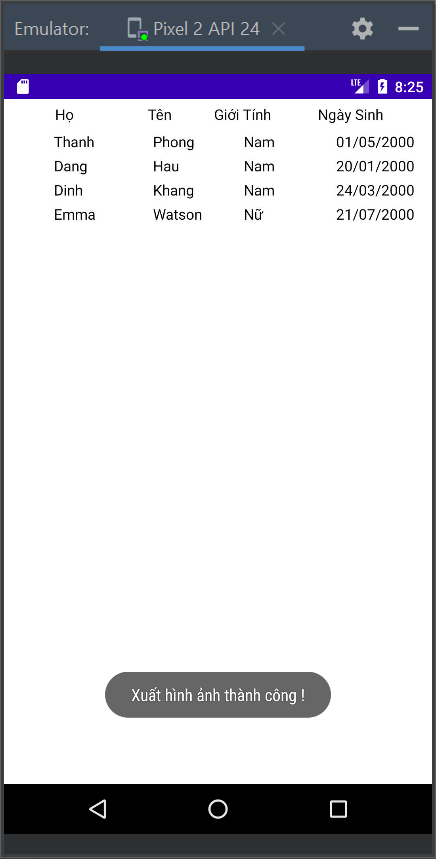 Emulator: Pixel 2 API 24
LTE 8:25
Họ Tên Giới Tính Ngày Sinh
Thanh Phong Nam 01/05/2000
Dang Hau Nam 20/01/2000
Dinh Khang Nam 24/03/2000
Emma Watson Nữ 21/07/2000
Xuất hình ảnh thành công !